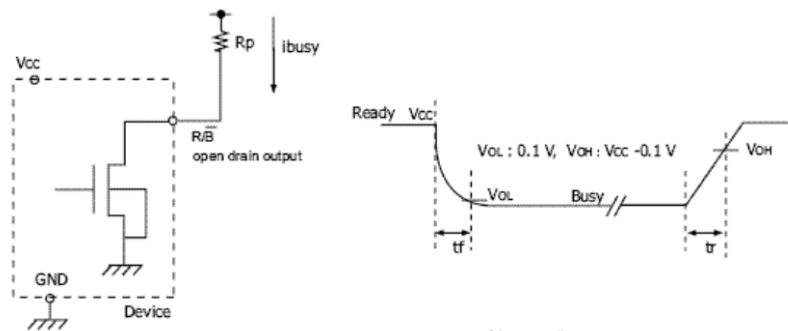 Rp
ibusy
Vcc
R/B̅
open drain output
GND
Device
Ready
Vcc
VOL : 0.1 V, VOH : Vcc -0.1 V
VOH
VOL
Busy
tf
tr